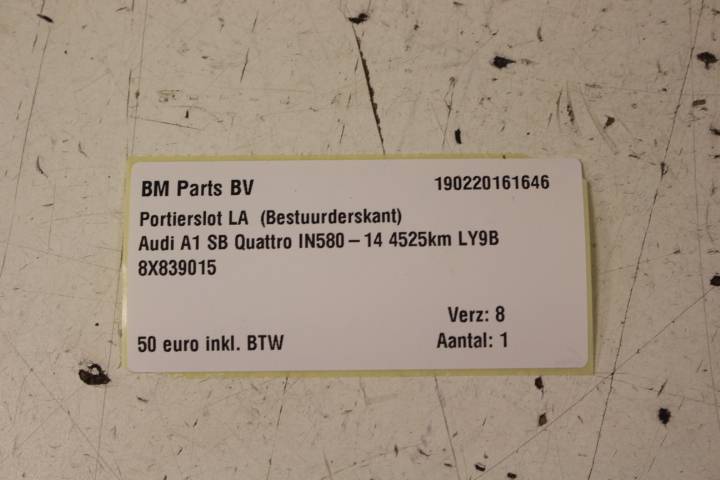 BM Parts BV 190220161646
Portierslot LA (Bestuurderskant)
Audi A1 SB Quattro IN580 – 14 4525km LY9B
8X839015
Verz: 8
50 euro inkl. BTW Aantal: 1